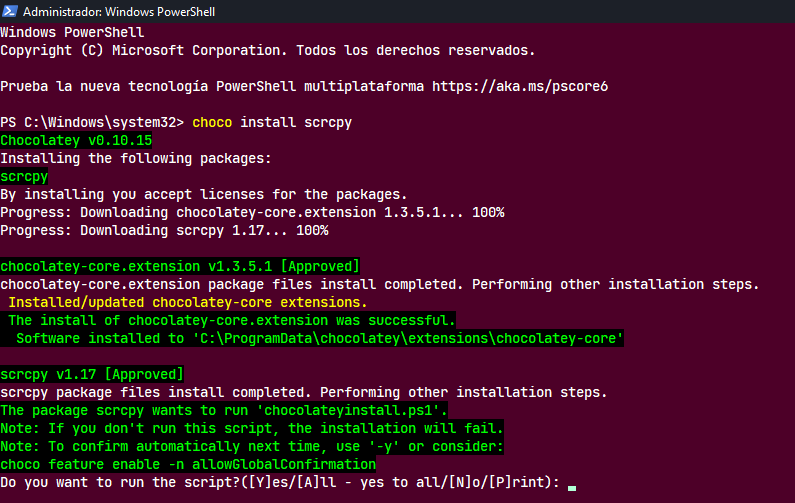 Administrador: Windows PowerShell
Windows PowerShell
Copyright (C) Microsoft Corporation. Todos los derechos reservados.
Prueba la nueva tecnología PowerShell multiplataforma https://aka.ms/pscore6
PS C:\Windows\system32> choco install scrcpy
Chocolatey v0.10.15
Installing the following packages:
scrcpy
By installing you accept licenses for the packages.
Progress: Downloading chocolatey-core.extension 1.3.5.1... 100%
Progress: Downloading scrcpy 1.17... 100%
chocolatey-core.extension v1.3.5.1 [Approved]
chocolatey-core.extension package files install completed. Performing other installation steps.
Installed/updated chocolatey-core extensions.
The install of chocolatey-core.extension was successful.
Software installed to 'C:\ProgramData\chocolatey\extensions\chocolatey-core'
scrcpy v1.17 [Approved]
scrcpy package files install completed. Performing other installation steps.
The package scrcpy wants to run 'chocolateyinstall.ps1'.
Note: If you don't run this script, the installation will fail.
Note: To confirm automatically next time, use '-y' or consider:
choco feature enable -n allowGlobalConfirmation
Do you want to run the script?([Y]es/[A]ll - yes to all/[N]o/[P]rint):